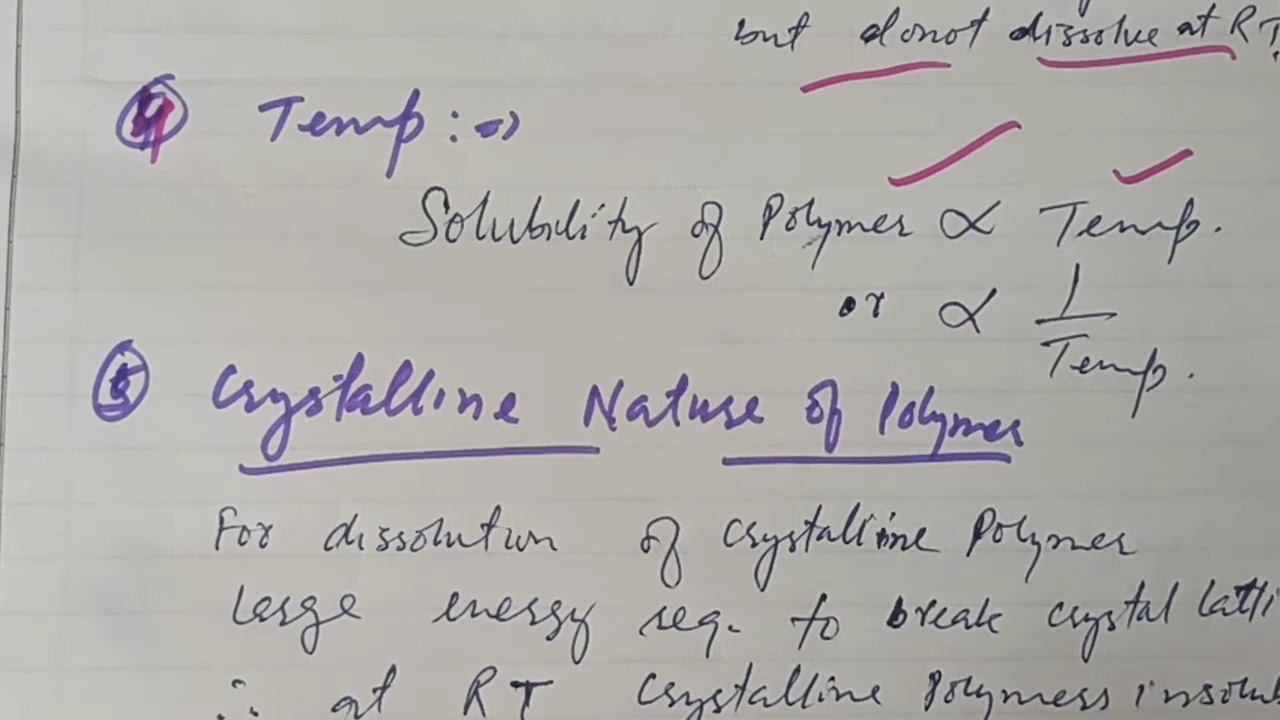 but donot dissolve at RT
④ Temp :⇒
Solubility of Polymer ∝ Temp.
or ∝ 1/Temp.
⑤ Crystalline Nature of Polymer
For dissolution of crystalline Polymer
large energy req. to break crystal latti
∴ at RT Crystalline Polymers insolub